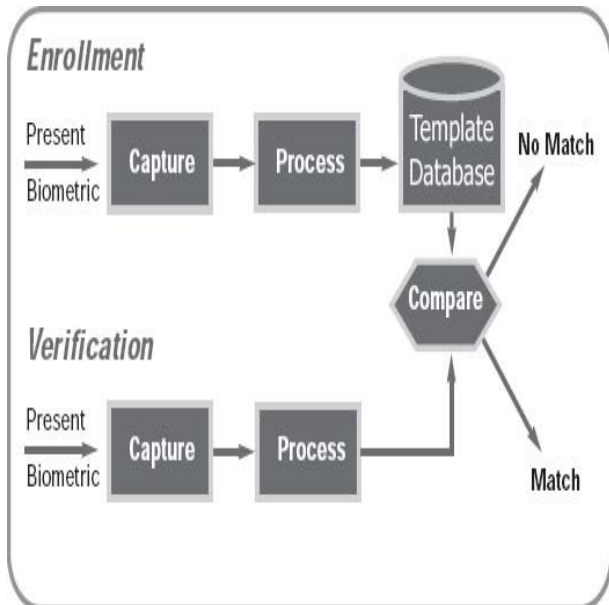 Enrollment
Present
Biometric
Capture
Process
Template
Database
No Match
Compare
Verification
Present
Biometric
Capture
Process
Match